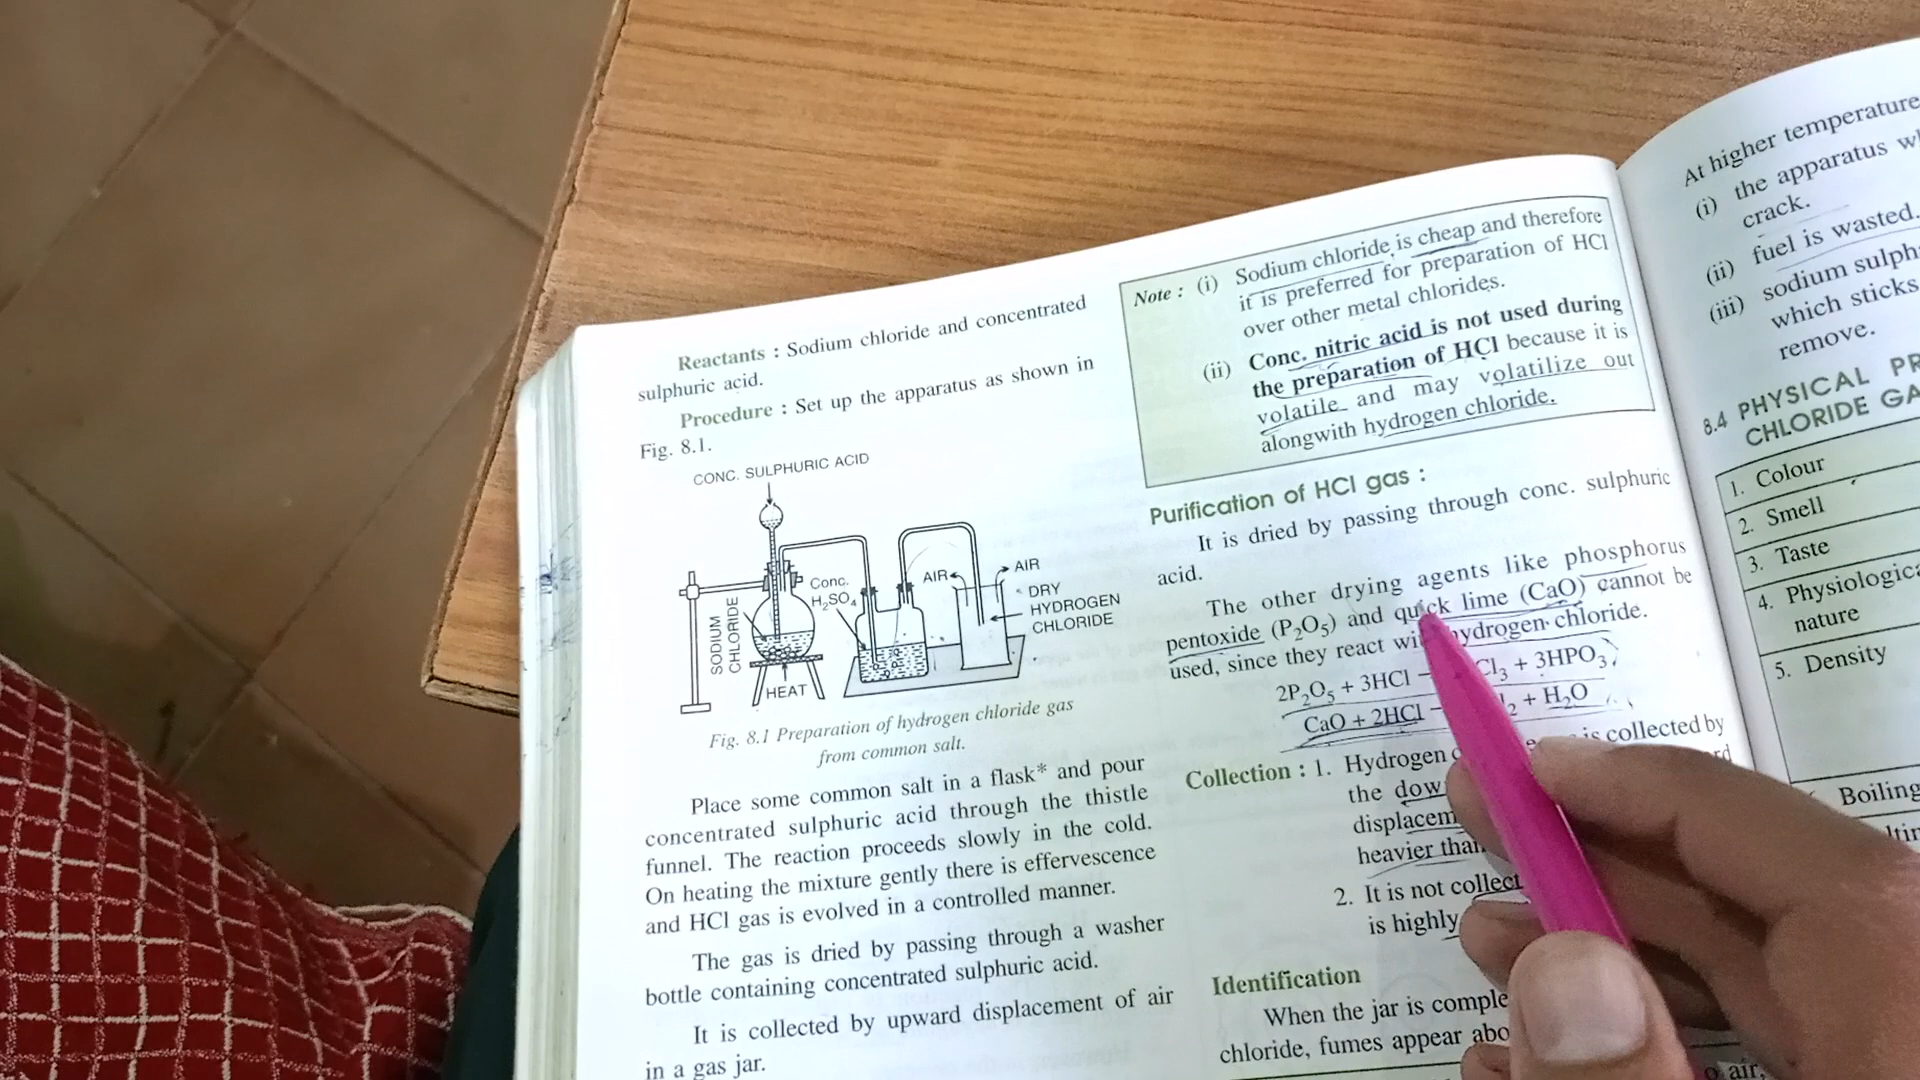 Reactants : Sodium chloride and concentrated
sulphuric acid.
Procedure : Set up the apparatus as shown in
Fig. 8.1.
CONC. SULPHURIC ACID
SODIUM
CHLORIDE
Conc.
H₂SO₄
AIR
AIR
DRY
HYDROGEN
CHLORIDE
HEAT
Fig. 8.1 Preparation of hydrogen chloride gas
from common salt.
Place some common salt in a flask* and pour
concentrated sulphuric acid through the thistle
funnel. The reaction proceeds slowly in the cold.
On heating the mixture gently there is effervescence
and HCl gas is evolved in a controlled manner.
The gas is dried by passing through a washer
bottle containing concentrated sulphuric acid.
It is collected by upward displacement of air
in a gas jar.
Note : (i) Sodium chloride is cheap and therefore
it is preferred for preparation of HCl
over other metal chlorides.
(ii) Conc. nitric acid is not used during
the preparation of HCl because it is
volatile and may volatilize out
alongwith hydrogen chloride.
Purification of HCl gas :
It is dried by passing through conc. sulphuric
acid.
The other drying agents like phosphorus
pentoxide (P₂O₅) and quick lime (CaO) cannot be
used, since they react hydrogen chloride.
2P₂O₅ + 3HCl + 3HPO₃,
CaO + 2HCl + H₂O
Collection : 1. Hydrogen is collected by
the
heavier than
2. It is not
is highly
Identification
When the jar is
chloride, fumes appear
air,
At higher temperature
(i) the apparatus
crack.
(ii) fuel is wasted.
(iii) sodium
which sticks
remove.
8.4 PHYSICAL
CHLORIDE
1. Colour
2. Smell
3. Taste
4.
nature
5. Density
Boiling